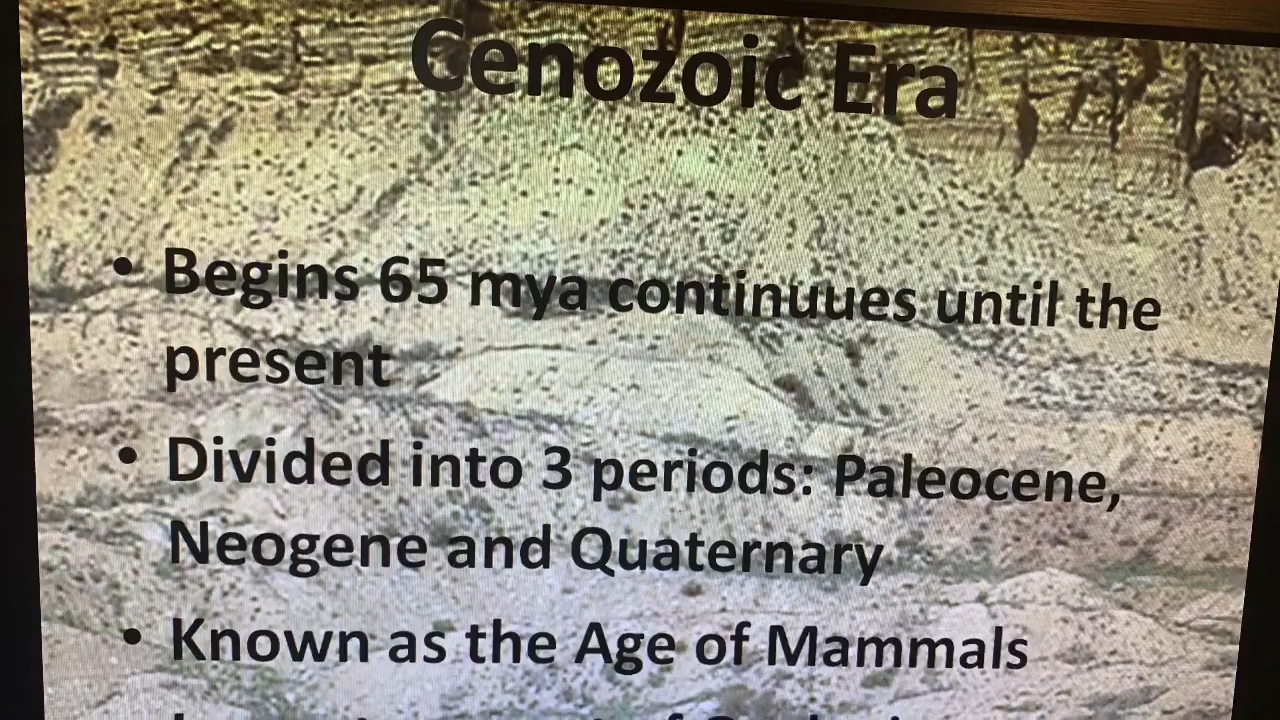 Cenozoic Era
• Begins 65 mya continuues until the
present
• Divided into 3 periods: Paleocene,
Neogene and Quaternary
• Known as the Age of Mammals